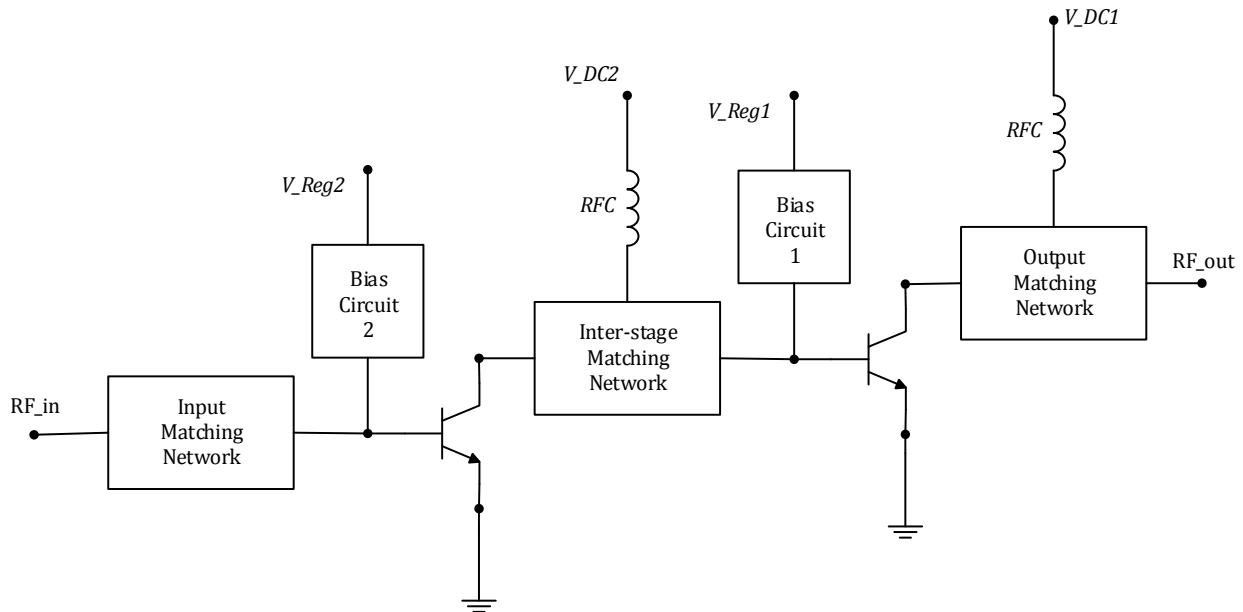 V_DC1
V_DC2
V_Reg1
RFC
V_Reg2
RFC
Bias
Circuit
1
Output
Matching
Network
RF_out
Bias
Circuit
2
Inter-stage
Matching
Network
RF_in
Input
Matching
Network